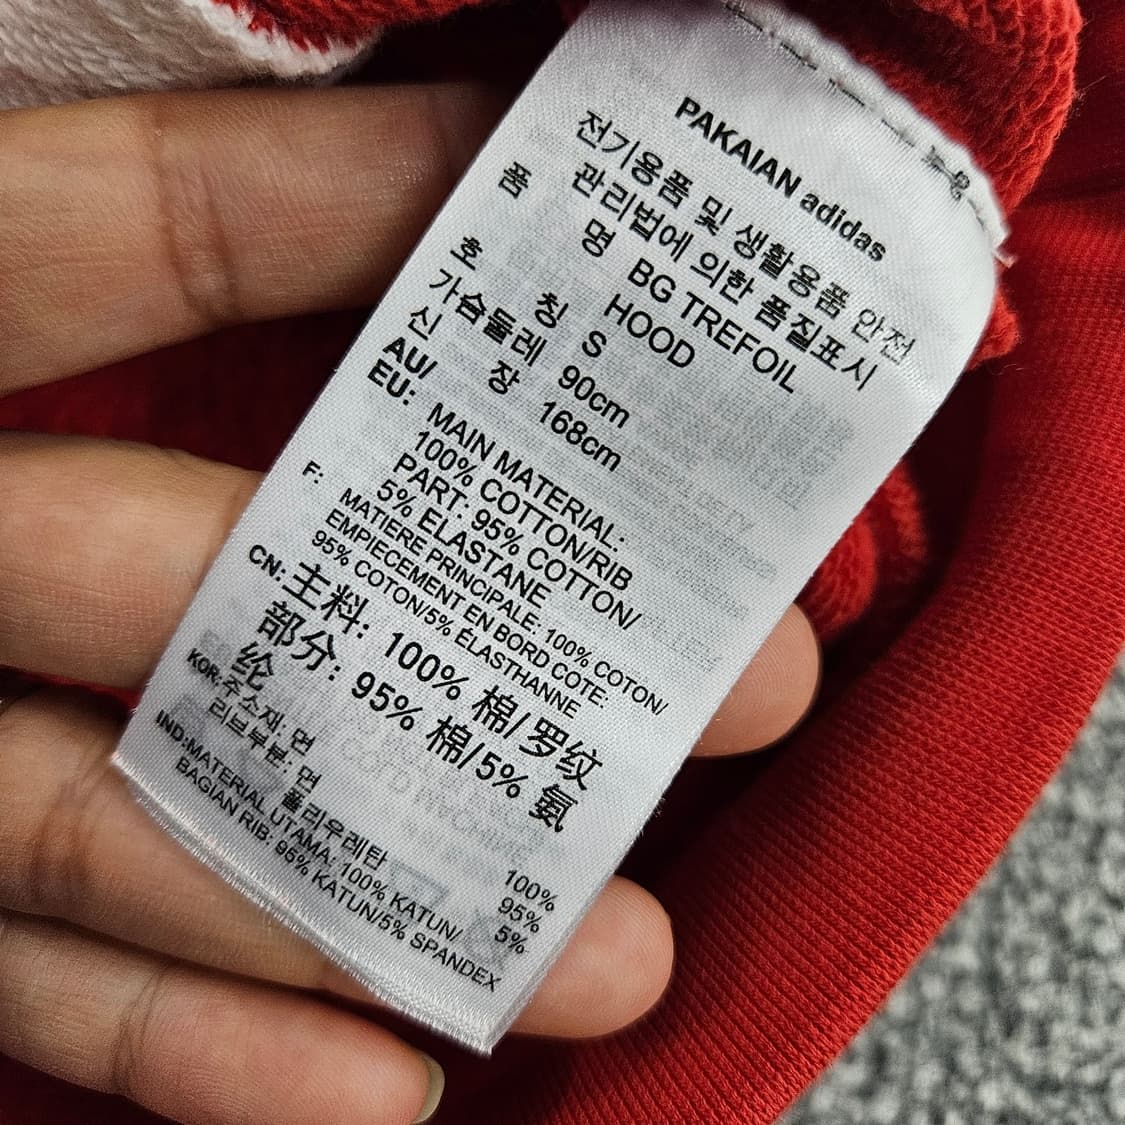 PAKAIAN adidas
전기용품 및 생활용품 안전
관리법에 의한 품질표시
품 명 BG TREFOIL
HOOD
호 칭 S
가슴둘레 90cm
신 장 168cm
AU/
EU: MAIN MATERIAL:
100% COTTON/RIB
PART: 95% COTTON/
5% ELASTANE
F: MATIERE PRINCIPALE: 100% COTON/
EMPIECEMENT EN BORD COTE:
95% COTON/5% ÉLASTHANNE
CN: 主料: 100% 棉/罗纹
部分: 95% 棉/5% 氨
纶
KOR: 주소재: 면 100%
리브부분: 면 95%
폴리우레탄 5%
IND:MATERIAL UTAMA: 100% KATUN/
BAGIAN RIB: 95% KATUN/5% SPANDEX